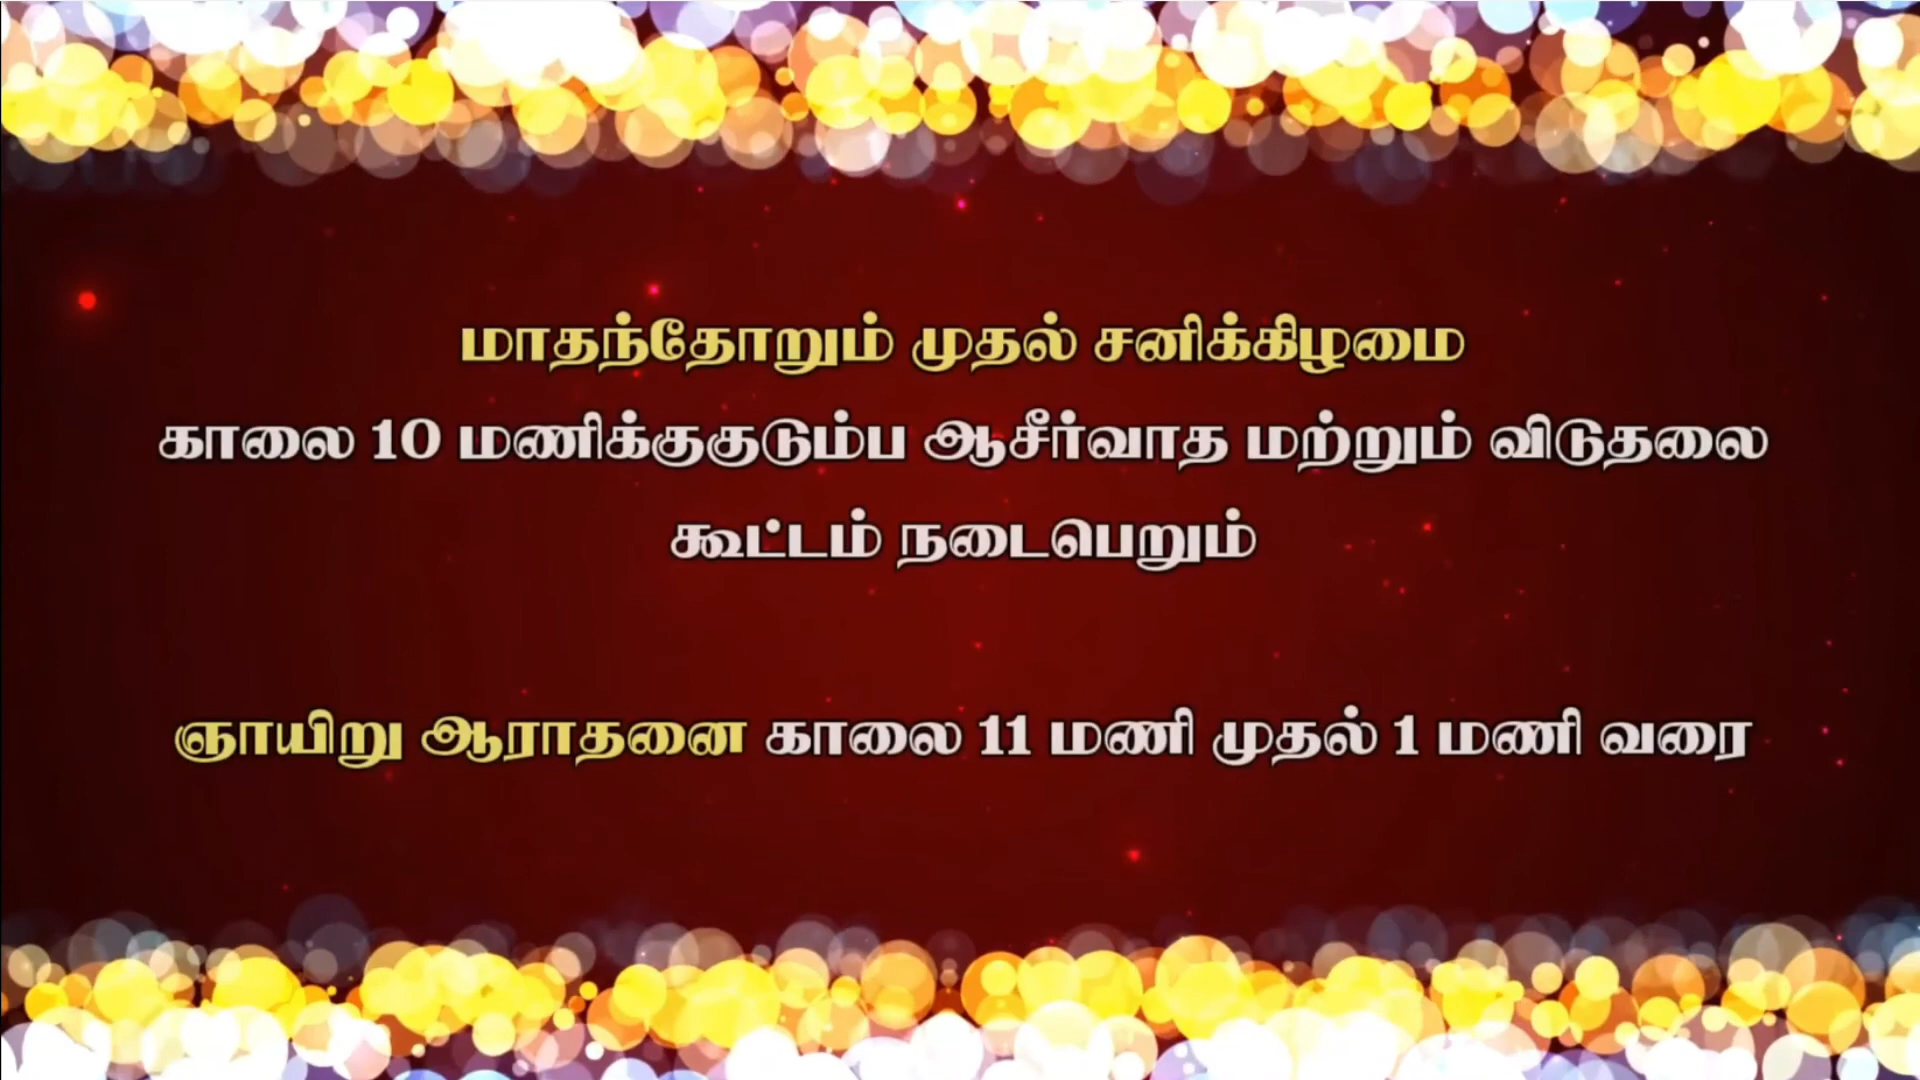 மாதந்தோறும் முதல் சனிக்கிழமை
காலை 10 மணிக்குகுடும்ப ஆசீர்வாத மற்றும் விடுதலை
கூட்டம் நடைபெறும்
ஞாயிறு ஆராதனை காலை 11 மணி முதல் 1 மணி வரை